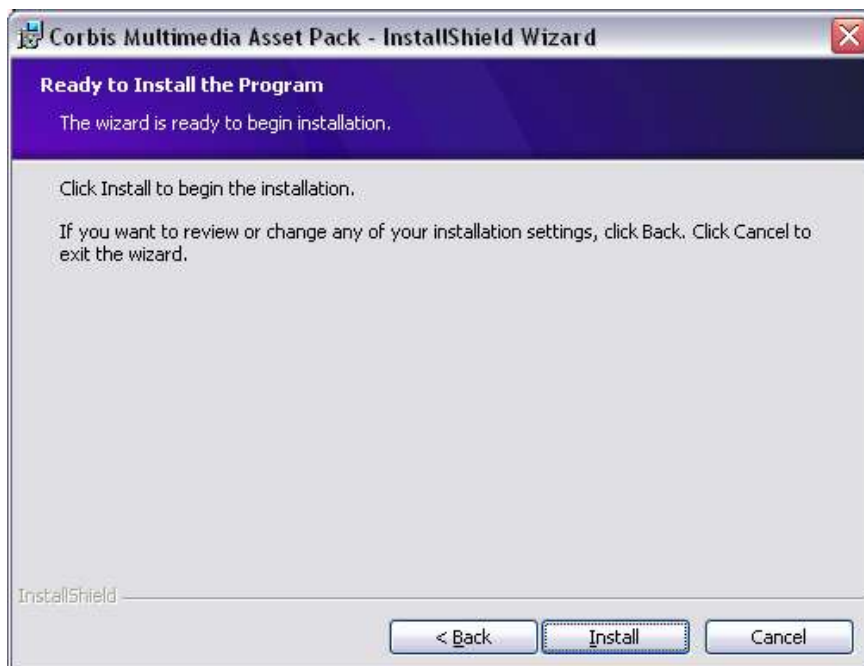 Corbis Multimedia Asset Pack - InstallShield Wizard
Ready to Install the Program
The wizard is ready to begin installation.
Click Install to begin the installation.
If you want to review or change any of your installation settings, click Back. Click Cancel to
exit the wizard.
InstallShield
< Back Install Cancel